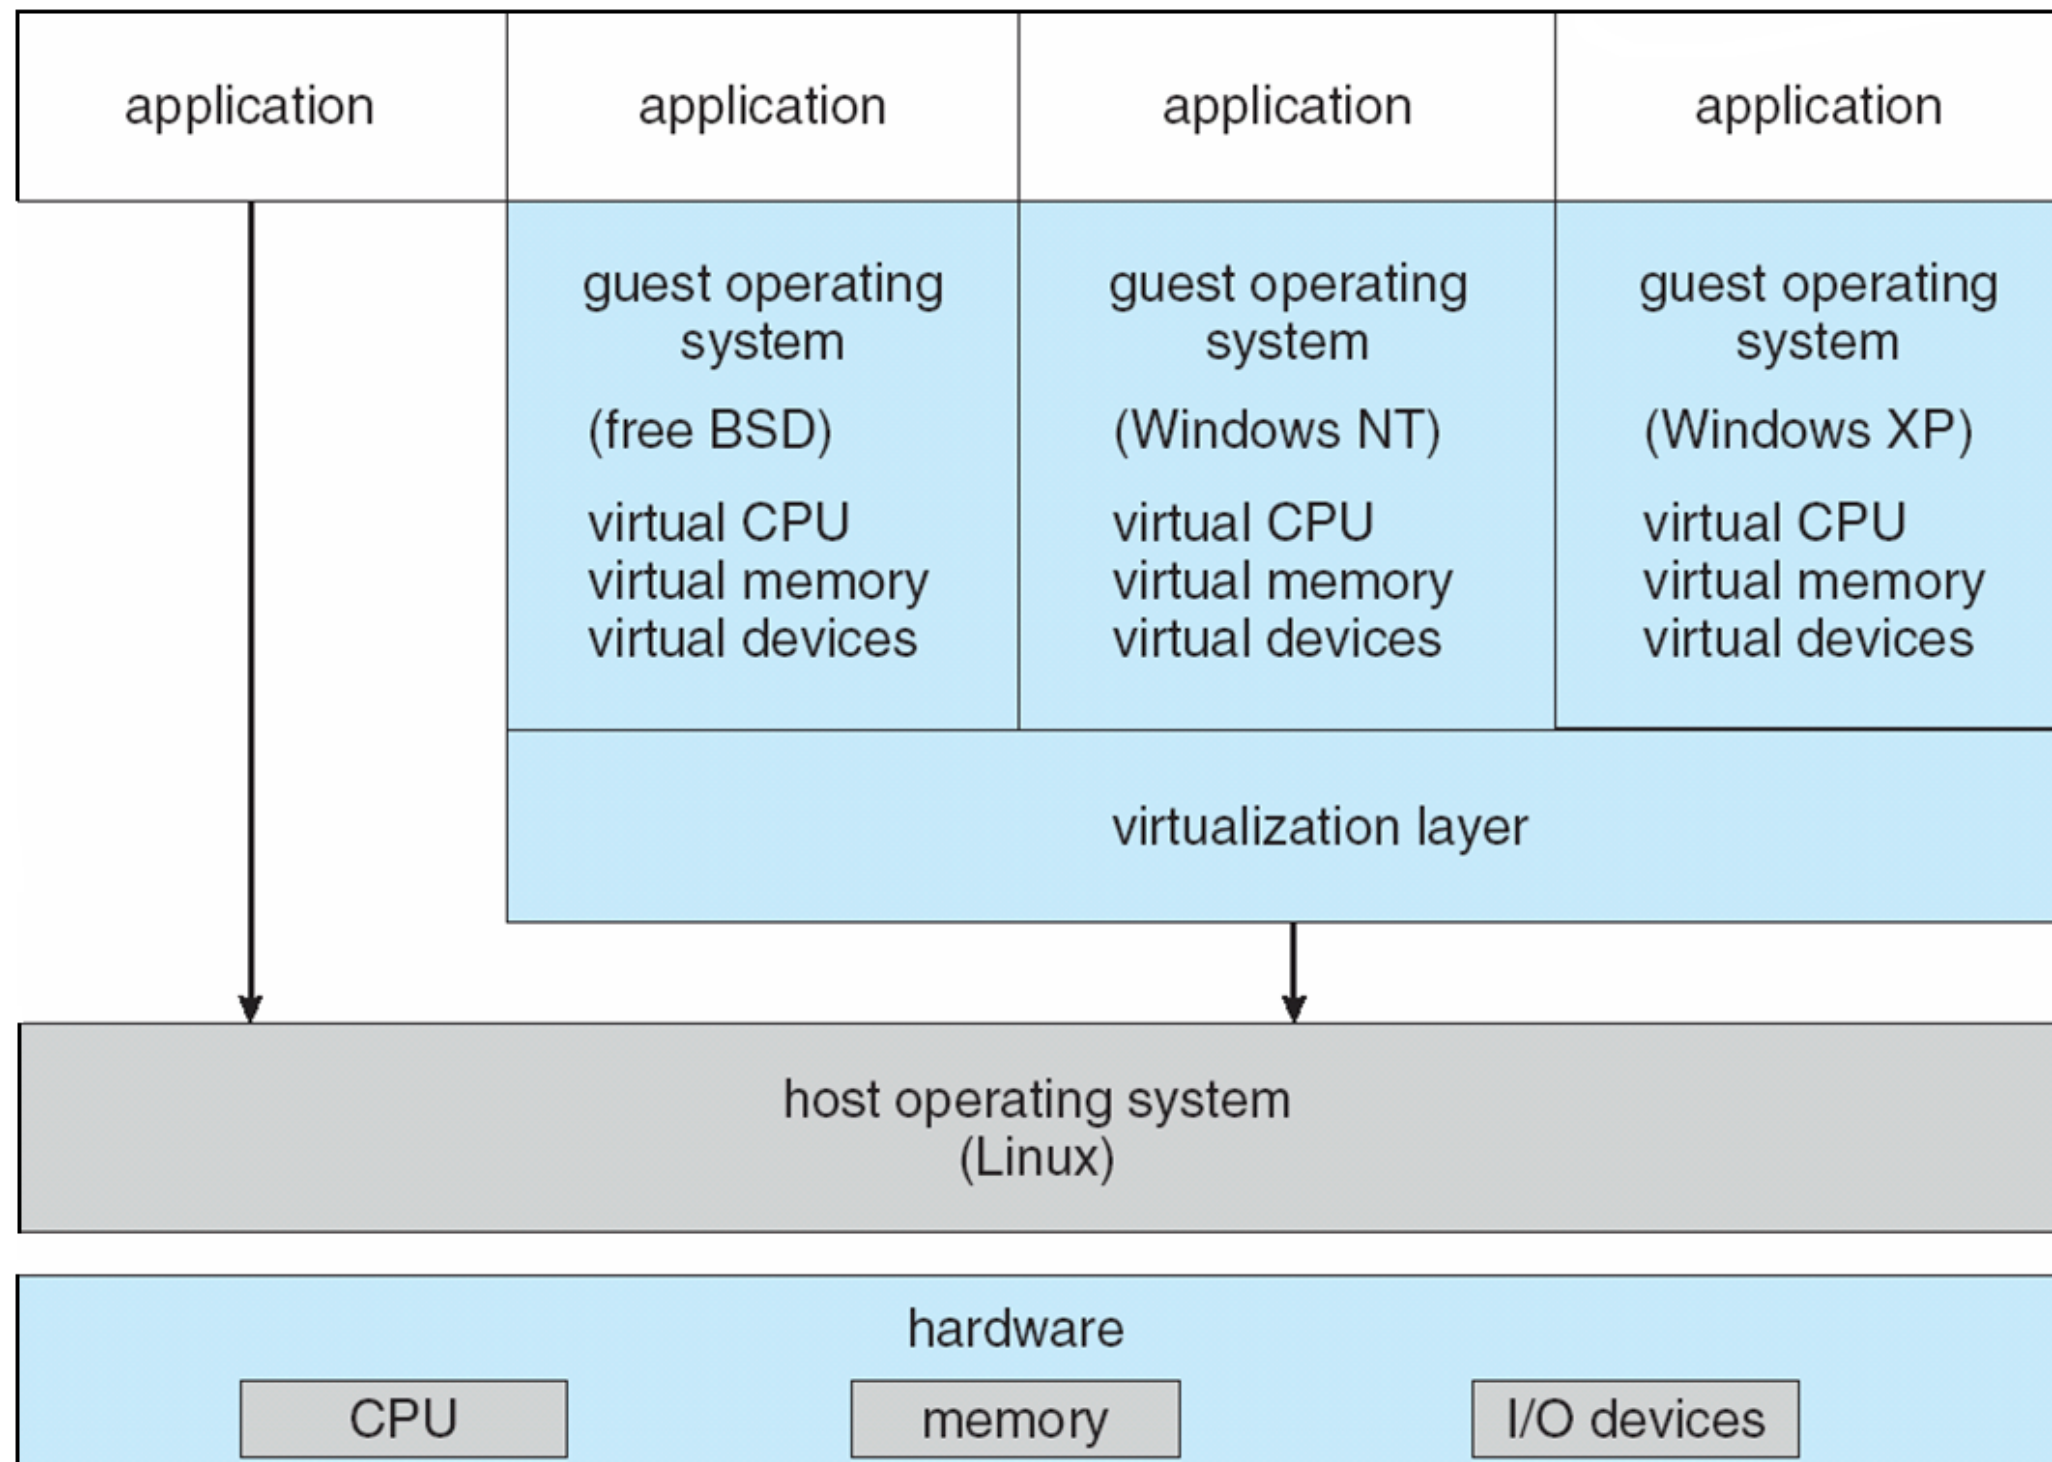 application
application
application
application
guest operating
system
(free BSD)
virtual CPU
virtual memory
virtual devices
guest operating
system
(Windows NT)
virtual CPU
virtual memory
virtual devices
guest operating
system
(Windows XP)
virtual CPU
virtual memory
virtual devices
virtualization layer
host operating system
(Linux)
hardware
CPU
memory
I/O devices